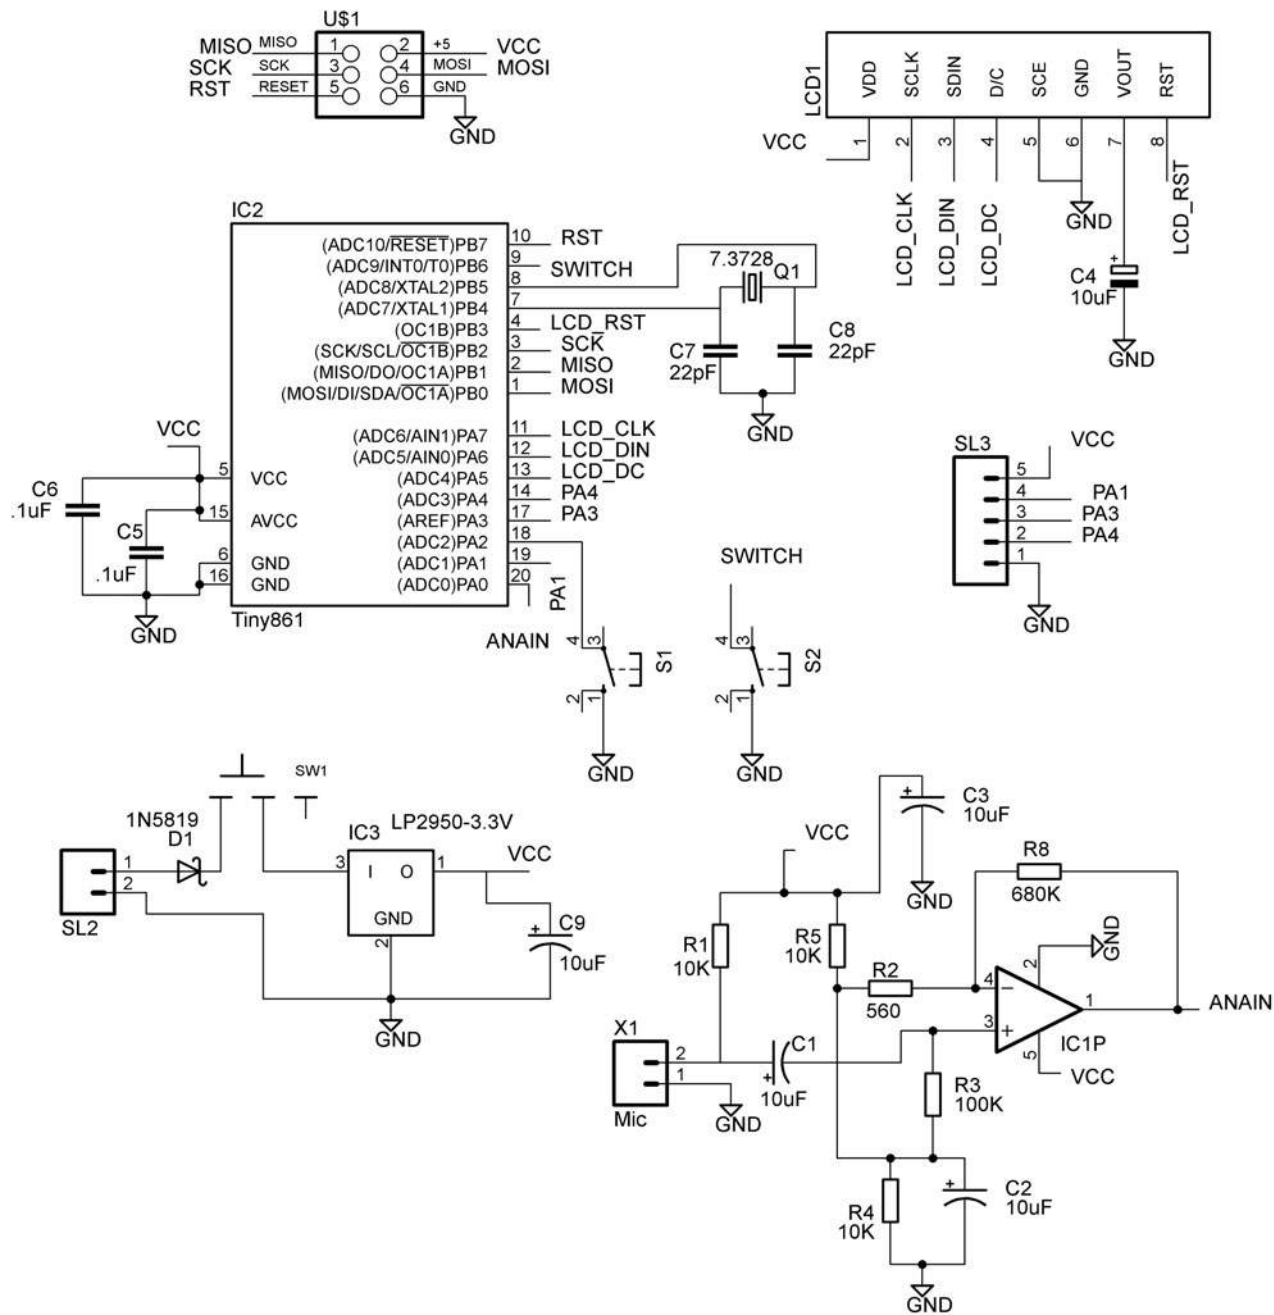 U$1
MISO MISO 1 2 +5 VCC
SCK SCK 3 4 MOSI MOSI
RST RESET 5 6 GND
GND
LCD1
VDD SCLK SDIN D/C SCE GND VOUT RST
1 2 3 4 5 6 7 8
VCC
LCD_CLK LCD_DIN LCD_DC
GND
LCD_RST
+
C4
10uF
GND
IC2
(ADC10/RESET)PB7 10 RST
(ADC9/INT0/T0)PB6 9 SWITCH
(ADC8/XTAL2)PB5 8
(ADC7/XTAL1)PB4 7
(OC1B)PB3 4 LCD_RST
(SCK/SCL/OC1B)PB2 3 SCK
(MISO/DO/OC1A)PB1 2 MISO
(MOSI/DI/SDA/OC1A)PB0 1 MOSI
(ADC6/AIN1)PA7 11 LCD_CLK
(ADC5/AIN0)PA6 12 LCD_DIN
(ADC4)PA5 13 LCD_DC
(ADC3)PA4 14 PA4
(AREF)PA3 17 PA3
(ADC2)PA2 18
(ADC1)PA1 19
(ADC0)PA0 20
PA1
ANAIN
VCC
5 VCC
15 AVCC
6 GND
16 GND
Tiny861
C6
.1uF
C5
.1uF
GND
7.3728
Q1
C7
22pF
C8
22pF
GND
SL3
VCC
5
4 PA1
3 PA3
2 PA4
1
GND
4 3
2 1
S1
GND
SWITCH
4 3
2 1
S2
GND
SW1
1N5819
D1
SL2
1
2
IC3
LP2950-3.3V
3 I O 1
GND
2
VCC
+
C9
10uF
GND
VCC
+
C3
10uF
GND
R1
10K
R5
10K
R2
560
R8
680K
GND
2
4 −
3 +
1
5
IC1P
VCC
ANAIN
X1
2
1
Mic
GND
C1
+
10uF
R3
100K
R4
10K
+
C2
10uF
GND